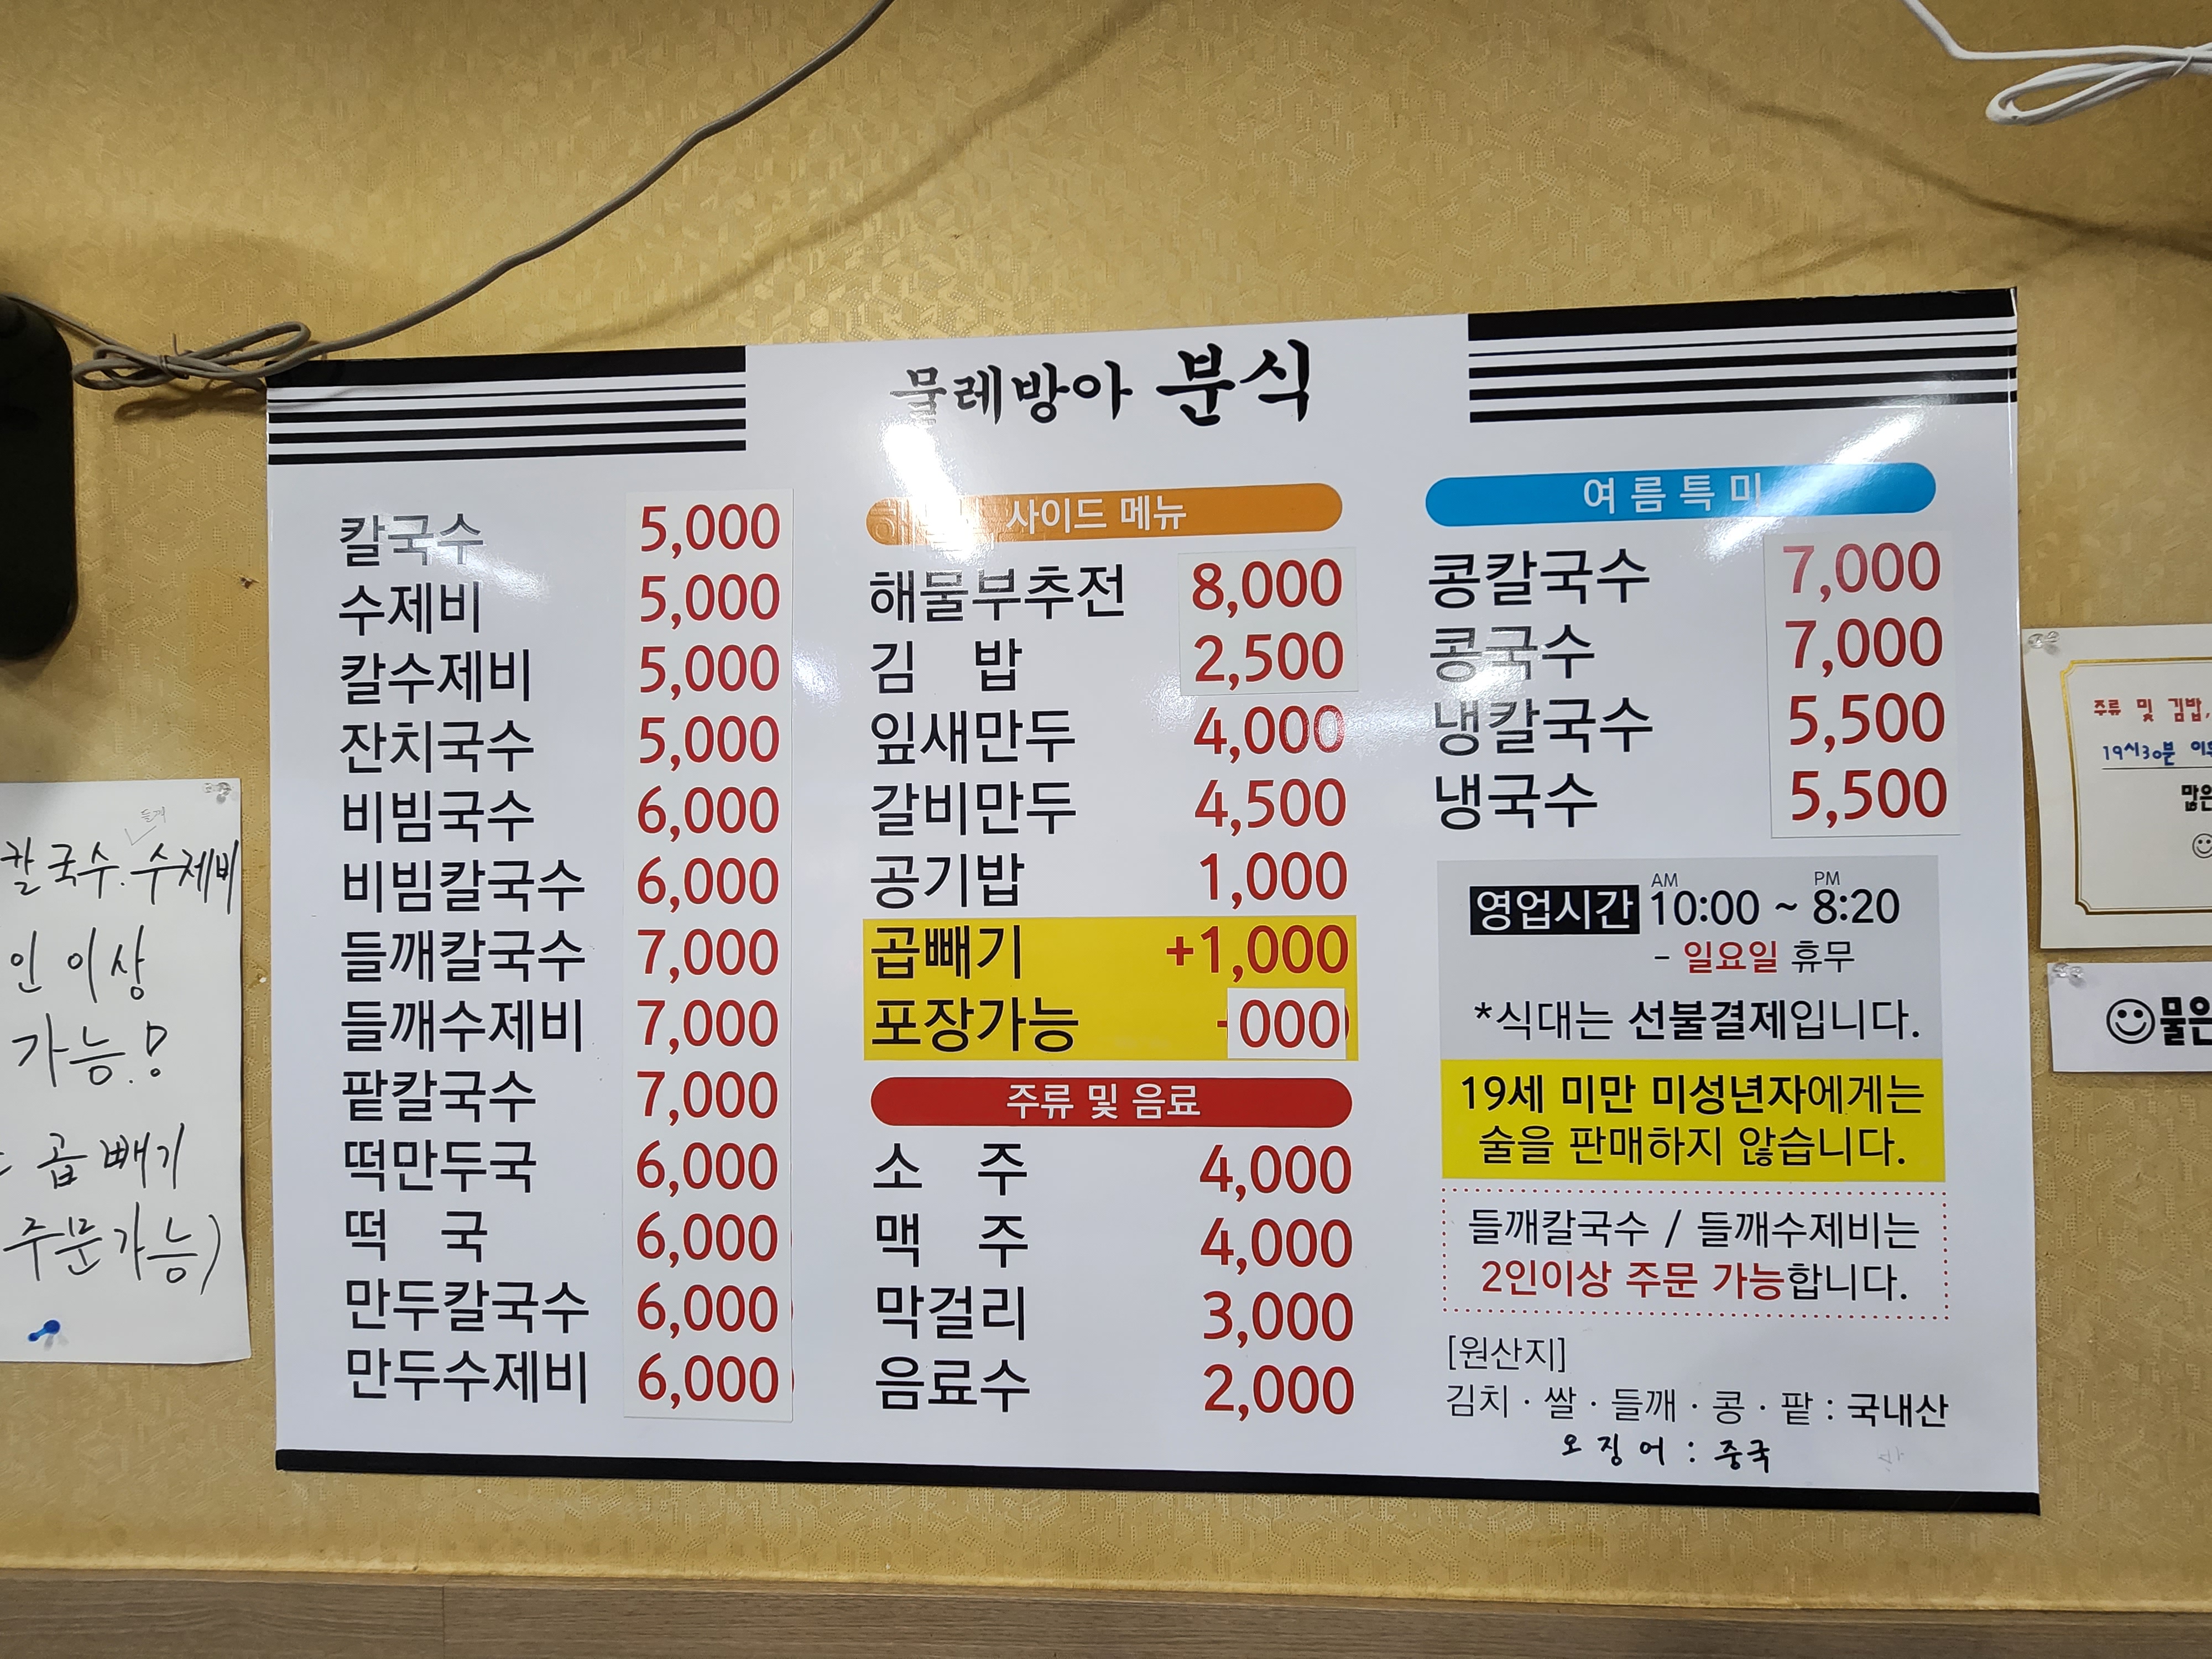 물레방아 분식
칼국수 5,000
수제비 5,000
칼수제비 5,000
잔치국수 5,000
비빔국수 6,000
비빔칼국수 6,000
들깨칼국수 7,000
들깨수제비 7,000
팥칼국수 7,000
떡만두국 6,000
떡 국 6,000
만두칼국수 6,000
만두수제비 6,000
사이드 메뉴
해물부추전 8,000
김 밥 2,500
잎새만두 4,000
갈비만두 4,500
공기밥 1,000
곱빼기 +1,000
포장가능 000
주류 및 음료
소 주 4,000
맥 주 4,000
막걸리 3,000
음료수 2,000
여름특미
콩칼국수 7,000
콩국수 7,000
냉칼국수 5,500
냉국수 5,500
영업시간 AM 10:00 ~ PM 8:20
- 일요일 휴무
*식대는 선불결제입니다.
19세 미만 미성년자에게는
술을 판매하지 않습니다.
들깨칼국수 / 들깨수제비는
2인이상 주문 가능합니다.
[원산지]
김치 · 쌀 · 들깨 · 콩 · 팥 : 국내산
오징어 : 중국
들깨
칼국수. 수제비
인 이상
가능!
곱빼기
주문가능)
주류 및 김밥,
19시30분